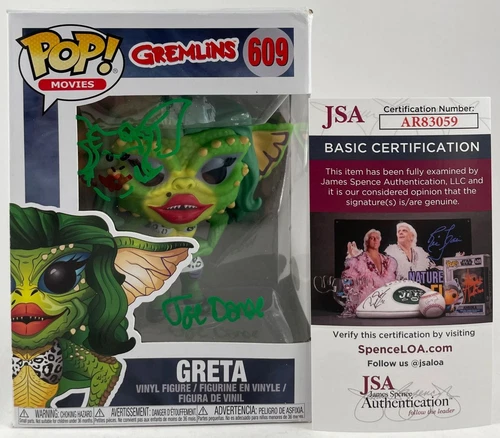 POP!
MOVIES
GREMLINS
609
GRETA
VINYL FIGURE / FIGURINE EN VINYLE /
FIGURA DE VINIL
WARNING: CHOKING HAZARD
AVERTISSEMENT: DANGER D'ÉTOUFFEMENT
ADVERTENCIA: PELIGRO DE ASFIXIA.
JSA
Certification Number:
AR83059
BASIC CERTIFICATION
This item has been fully examined by
James Spence Authentication, LLC and
it is our considered opinion that the
signature(s) is/are genuine.
NATURE
JETS
Verify this certification by visiting
SpenceLOA.com
Follow us @jsaloa
JSA
James Spence
Authentication
follow the leader